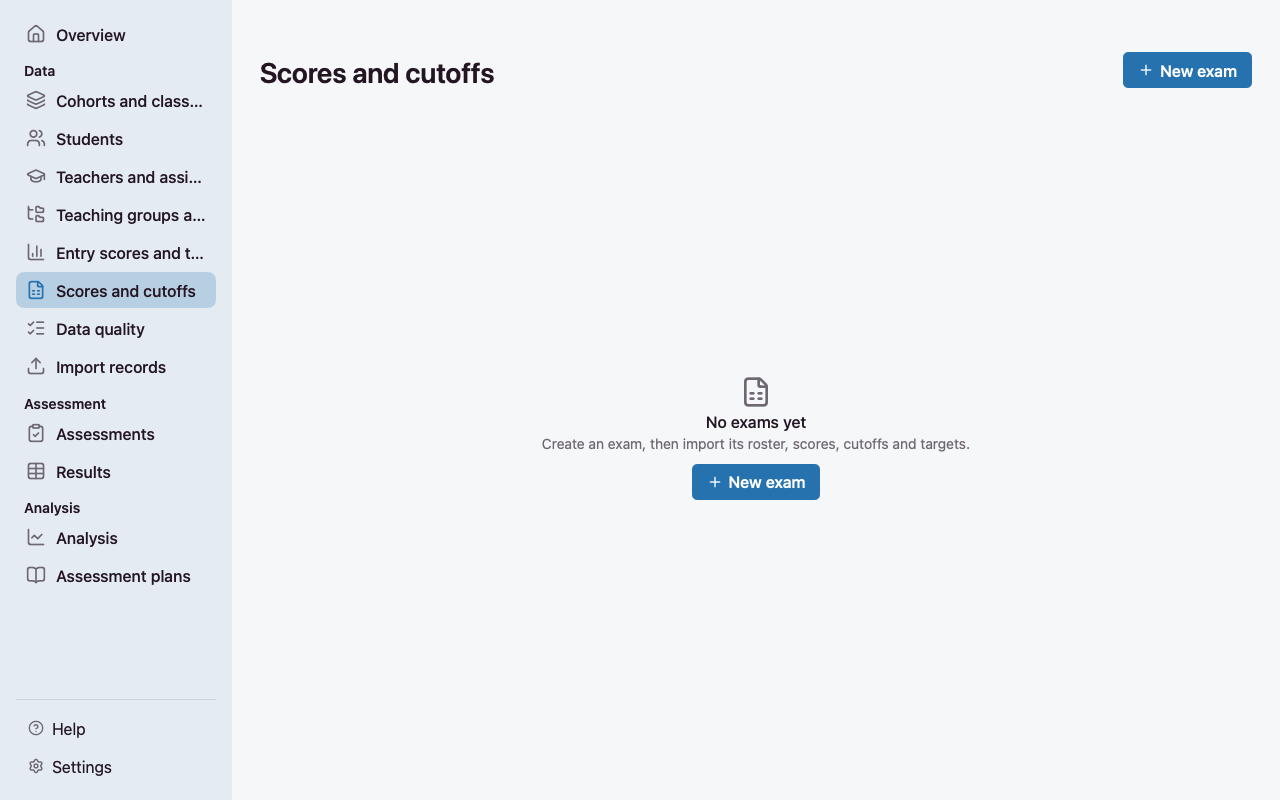 Overview
Data
Cohorts and class...
Students
Teachers and assi...
Teaching groups a...
Entry scores and t...
Scores and cutoffs
Data quality
Import records
Assessment
Assessments
Results
Analysis
Analysis
Assessment plans
Help
Settings
Scores and cutoffs
New exam
No exams yet
Create an exam, then import its roster, scores, cutoffs and targets.
New exam